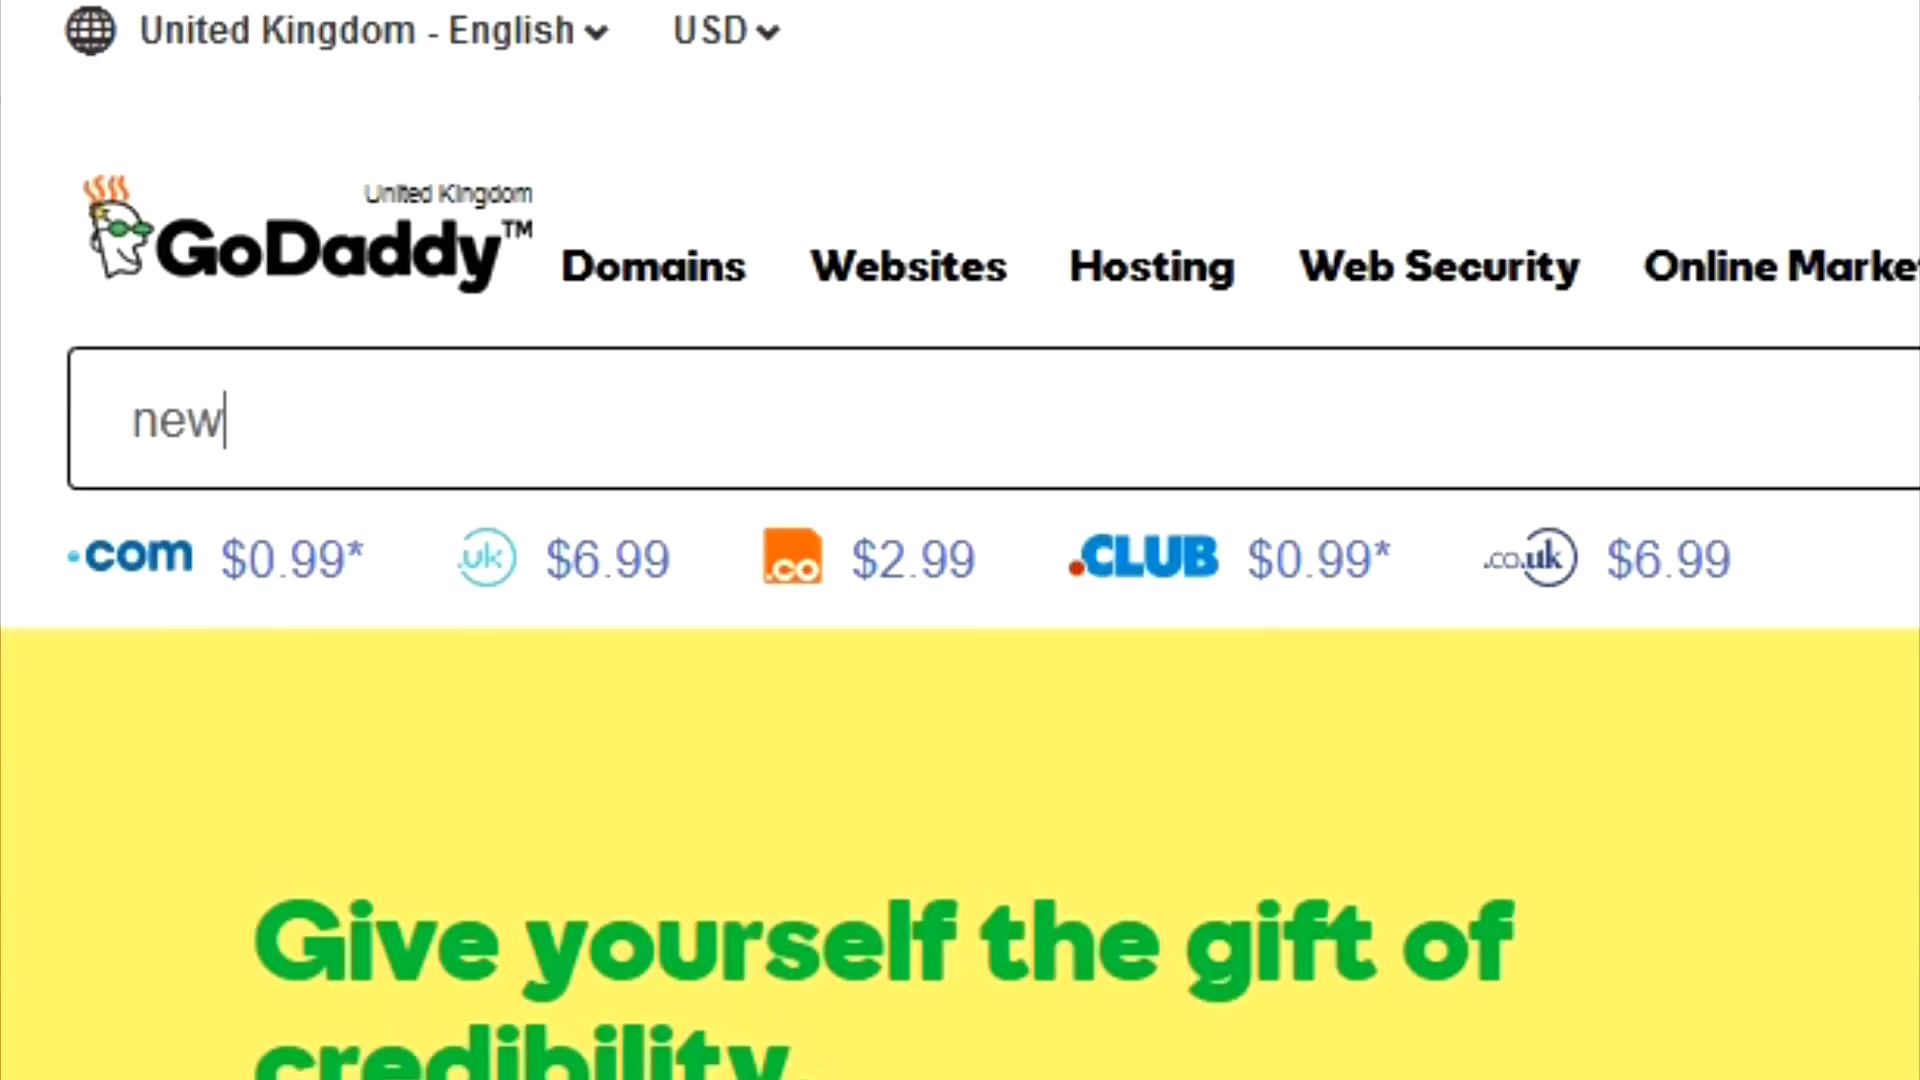 United Kingdom - English USD
United Kingdom
GoDaddy™ Domains Websites Hosting Web Security Online Market
new
.com $0.99* .uk $6.99 .co $2.99 .CLUB $0.99* .co.uk $6.99
Give yourself the gift of
credibility.